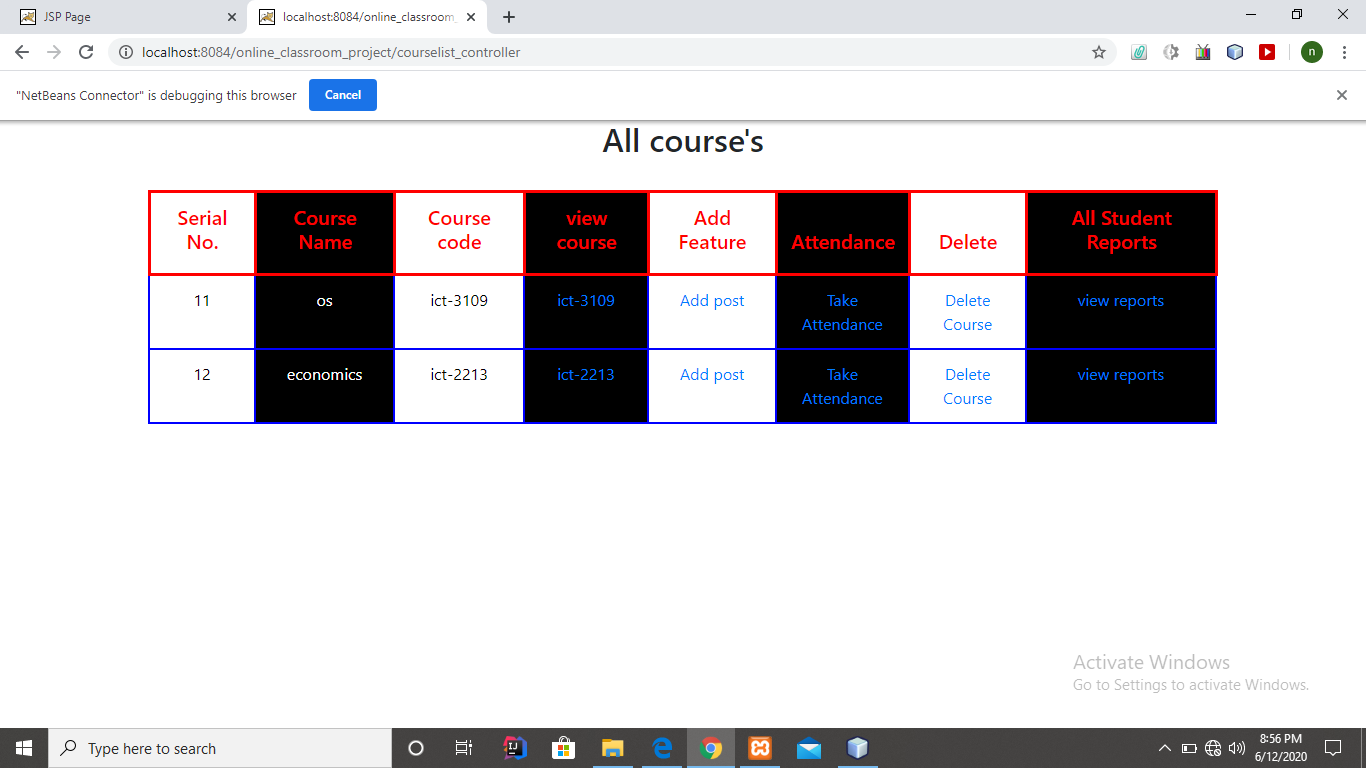 JSP Page
localhost:8084/online_classroom_
localhost:8084/online_classroom_project/courselist_controller
n
"NetBeans Connector" is debugging this browser
Cancel
All course's
Serial No. Course Name Course code view course Add Feature Attendance Delete All Student Reports
11 os ict-3109 ict-3109 Add post Take Attendance Delete Course view reports
12 economics ict-2213 ict-2213 Add post Take Attendance Delete Course view reports
Activate Windows
Go to Settings to activate Windows.
Type here to search
8:56 PM
6/12/2020